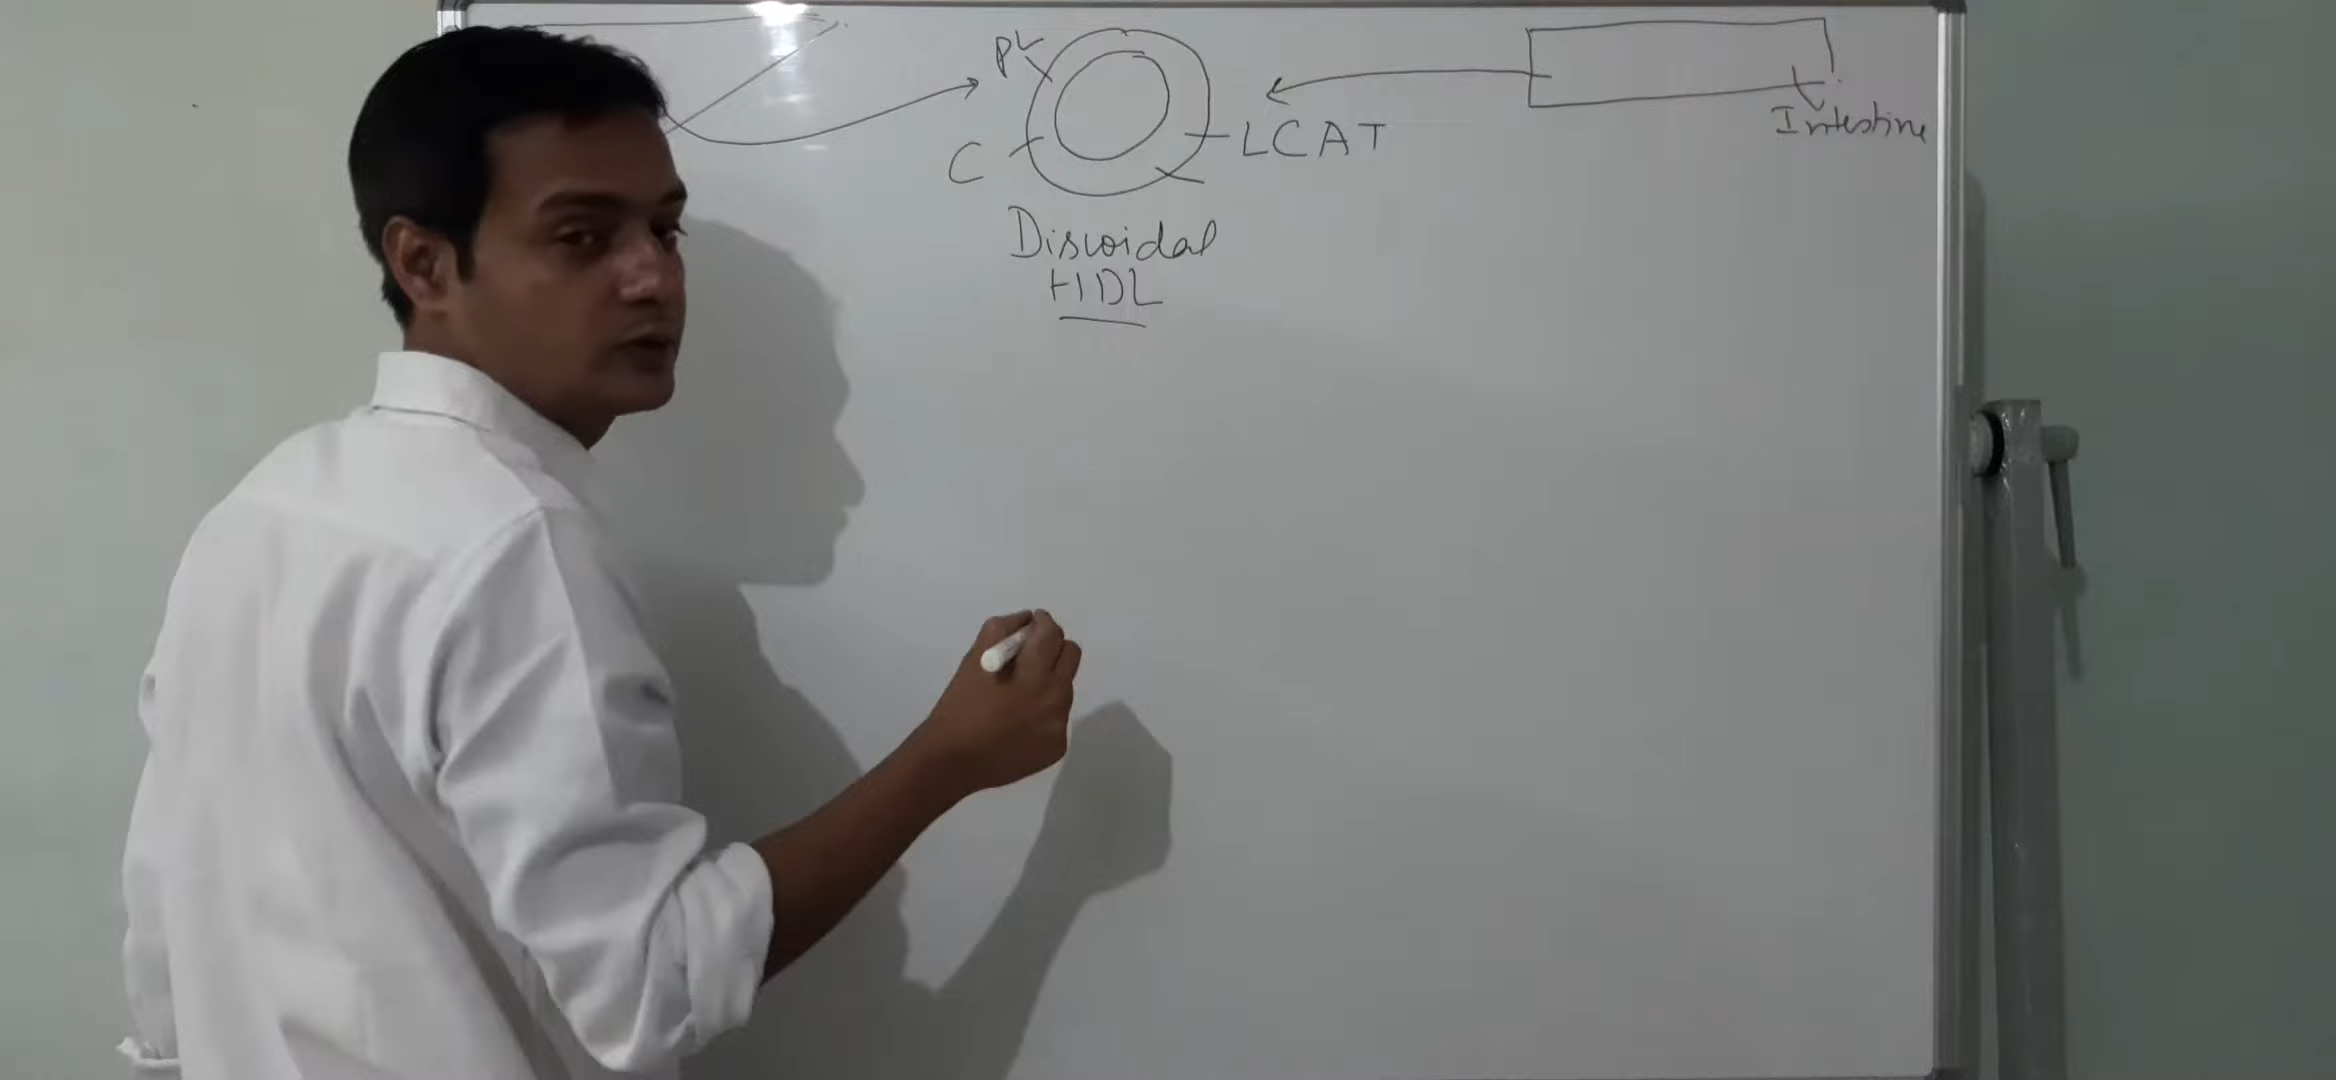 PL
C
LCAT
Intestine
Discoidal
HDL